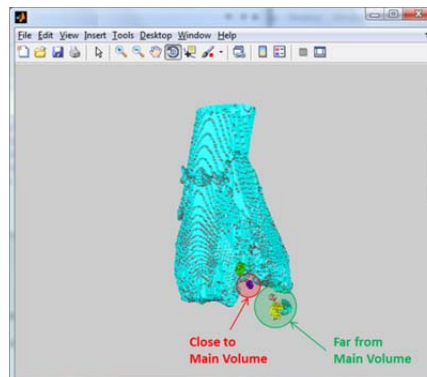 File Edit View Insert Tools Desktop Window Help
Close to
Main Volume
Far from
Main Volume